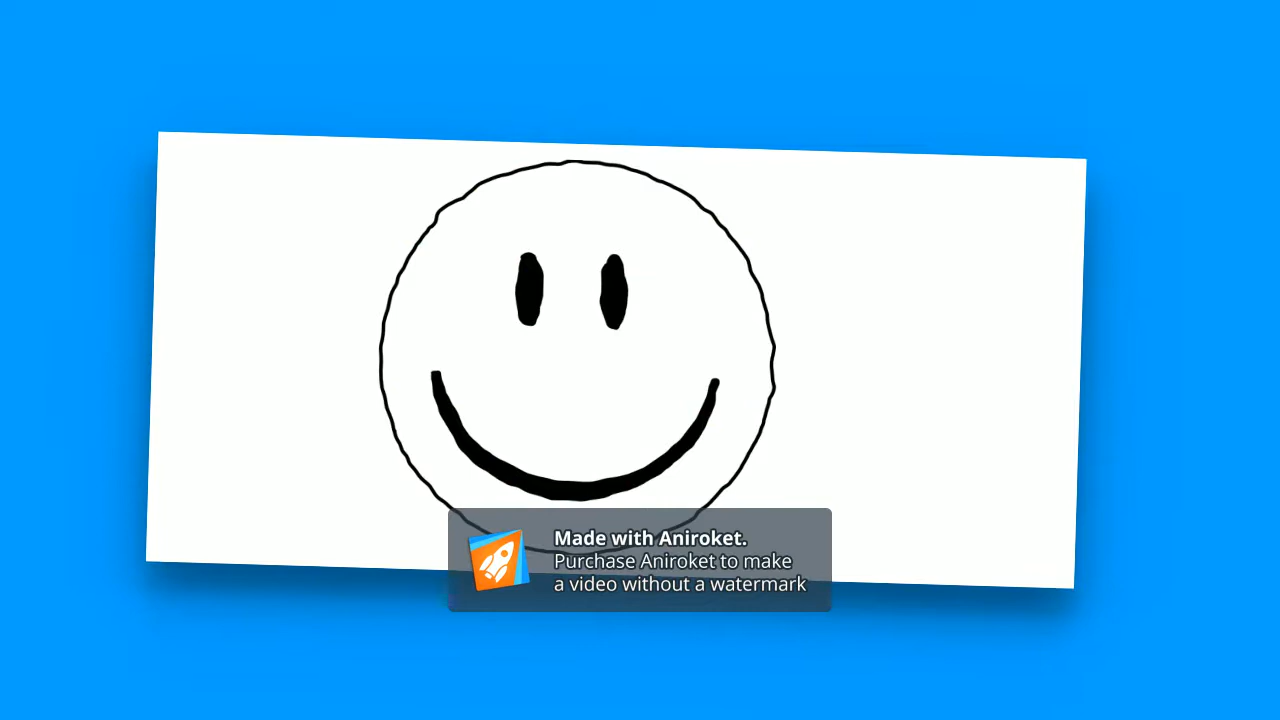 Made with Aniroket.
Purchase Aniroket to make
a video without a watermark